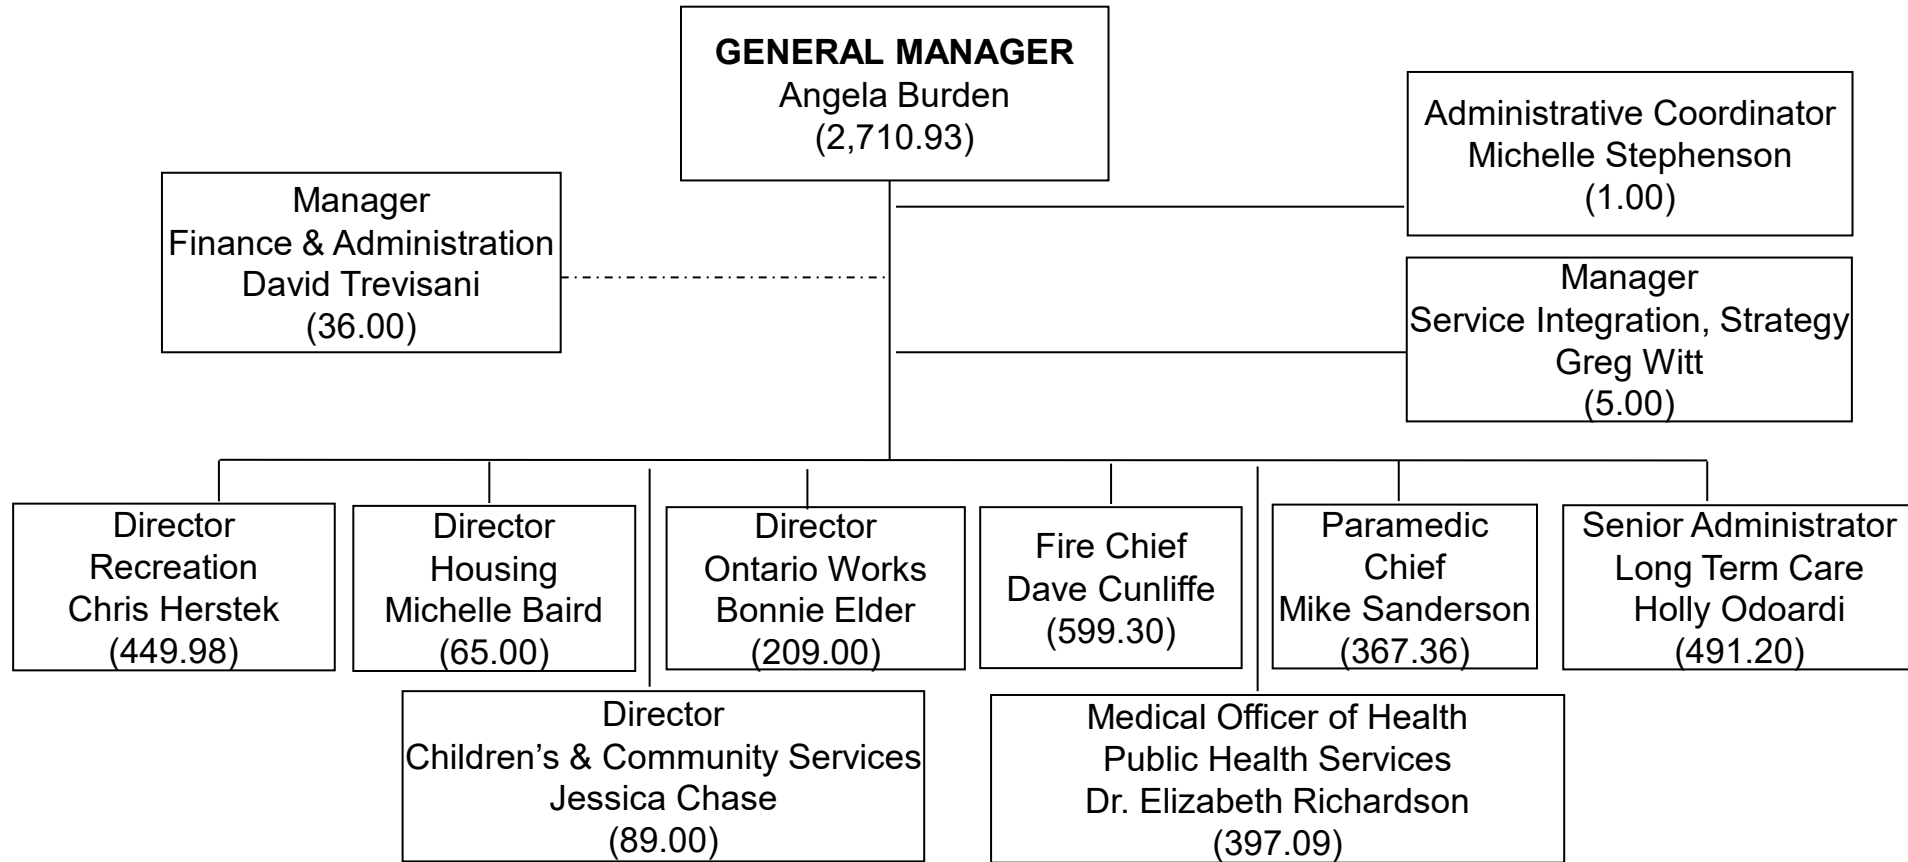 GENERAL MANAGER
Angela Burden
(2,710.93)
Administrative Coordinator
Michelle Stephenson
(1.00)
Manager
Finance & Administration
David Trevisani
(36.00)
Manager
Service Integration, Strategy
Greg Witt
(5.00)
Director
Recreation
Chris Herstek
(449.98)
Director
Housing
Michelle Baird
(65.00)
Director
Ontario Works
Bonnie Elder
(209.00)
Fire Chief
Dave Cunliffe
(599.30)
Paramedic
Chief
Mike Sanderson
(367.36)
Senior Administrator
Long Term Care
Holly Odoardi
(491.20)
Director
Children’s & Community Services
Jessica Chase
(89.00)
Medical Officer of Health
Public Health Services
Dr. Elizabeth Richardson
(397.09)